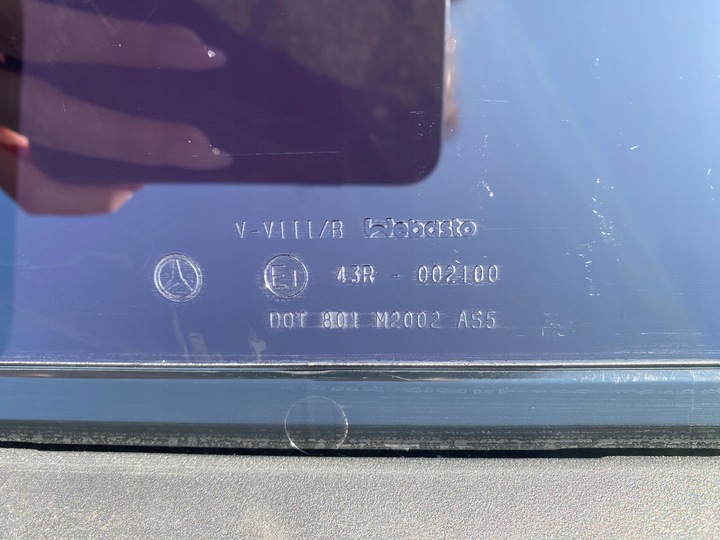 V-VIII/B Webasto
E1 43R - 002100
DOT 801 M2002 AS5